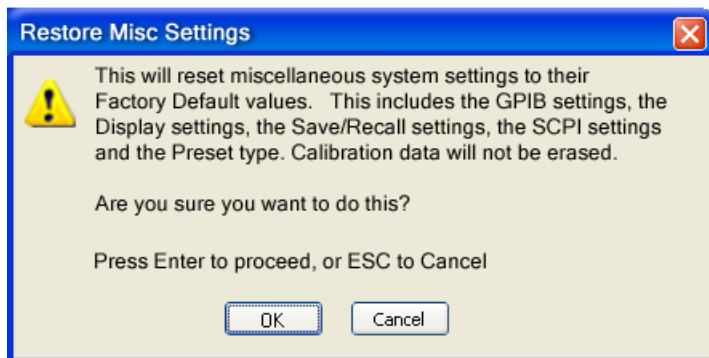 Restore Misc Settings
This will reset miscellaneous system settings to their
Factory Default values.   This includes the GPIB settings, the
Display settings, the Save/Recall settings, the SCPI settings
and the Preset type. Calibration data will not be erased.
Are you sure you want to do this?
Press Enter to proceed, or ESC to Cancel
OK
Cancel